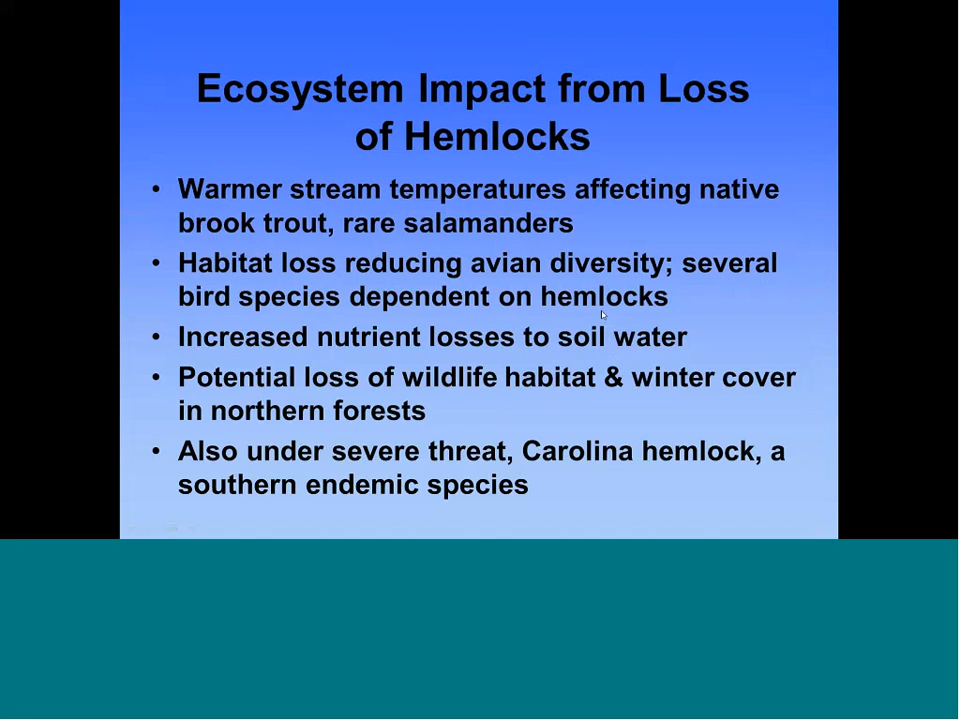 Ecosystem Impact from Loss
of Hemlocks
• Warmer stream temperatures affecting native
brook trout, rare salamanders
• Habitat loss reducing avian diversity; several
bird species dependent on hemlocks
• Increased nutrient losses to soil water
• Potential loss of wildlife habitat & winter cover
in northern forests
• Also under severe threat, Carolina hemlock, a
southern endemic species